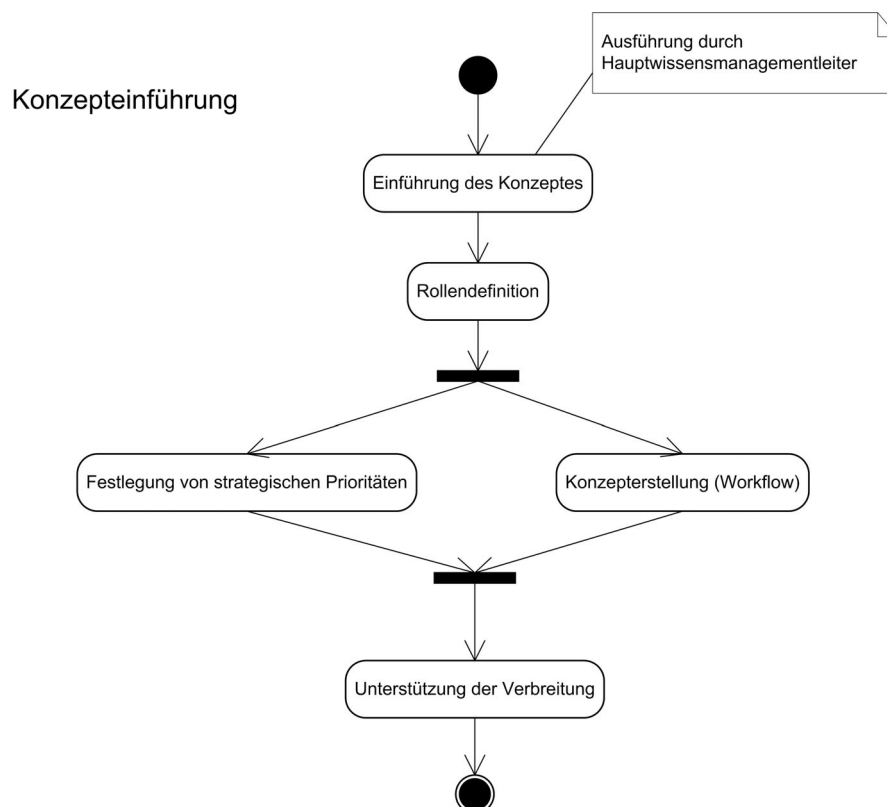 Ausführung durch
Hauptwissensmanagementleiter
Konzepteinführung
Einführung des Konzeptes
Rollendefinition
Festlegung von strategischen Prioritäten
Konzepterstellung (Workflow)
Unterstützung der Verbreitung